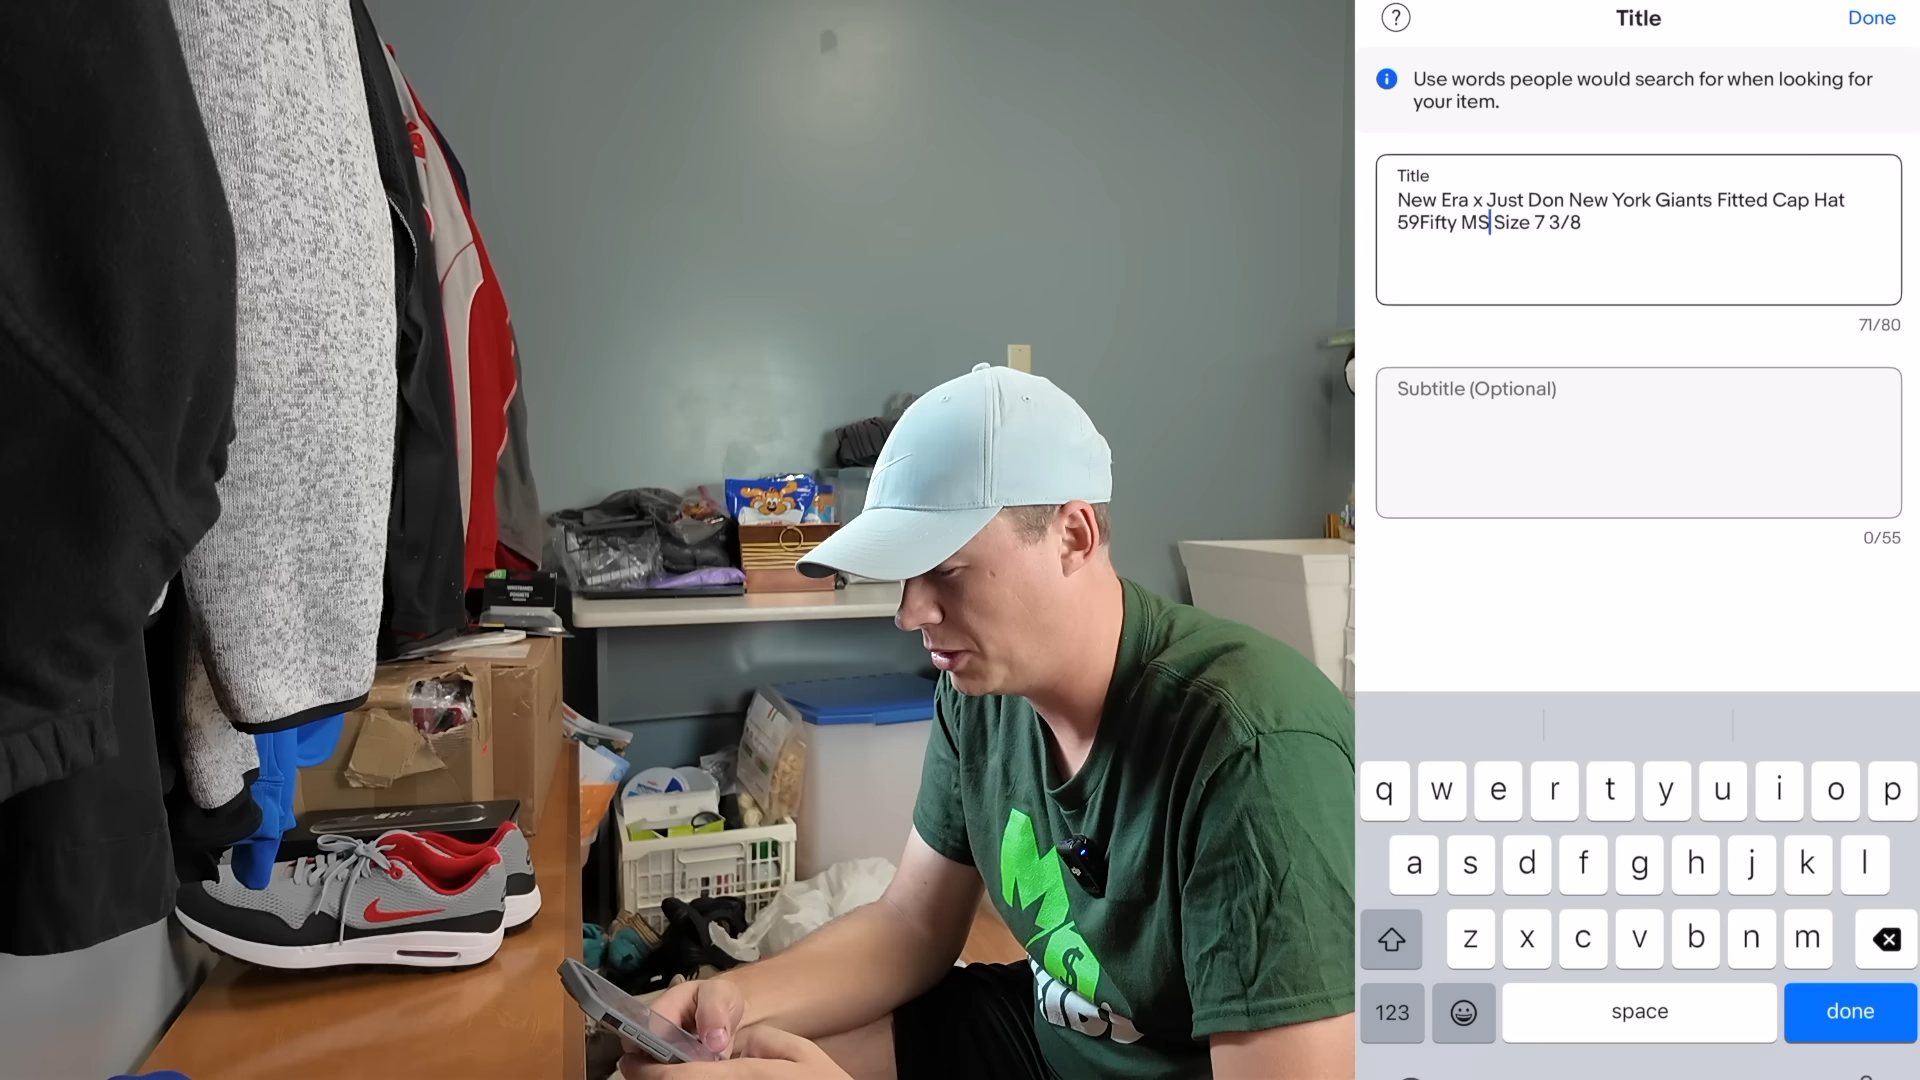 ?
Title
Done
i
Use words people would search for when looking for
your item.
Title
New Era x Just Don New York Giants Fitted Cap Hat
59Fifty MS Size 7 3/8
71/80
Subtitle (Optional)
0/55
q w e r t y u i o p
a s d f g h j k l
z x c v b n m
123
space
done